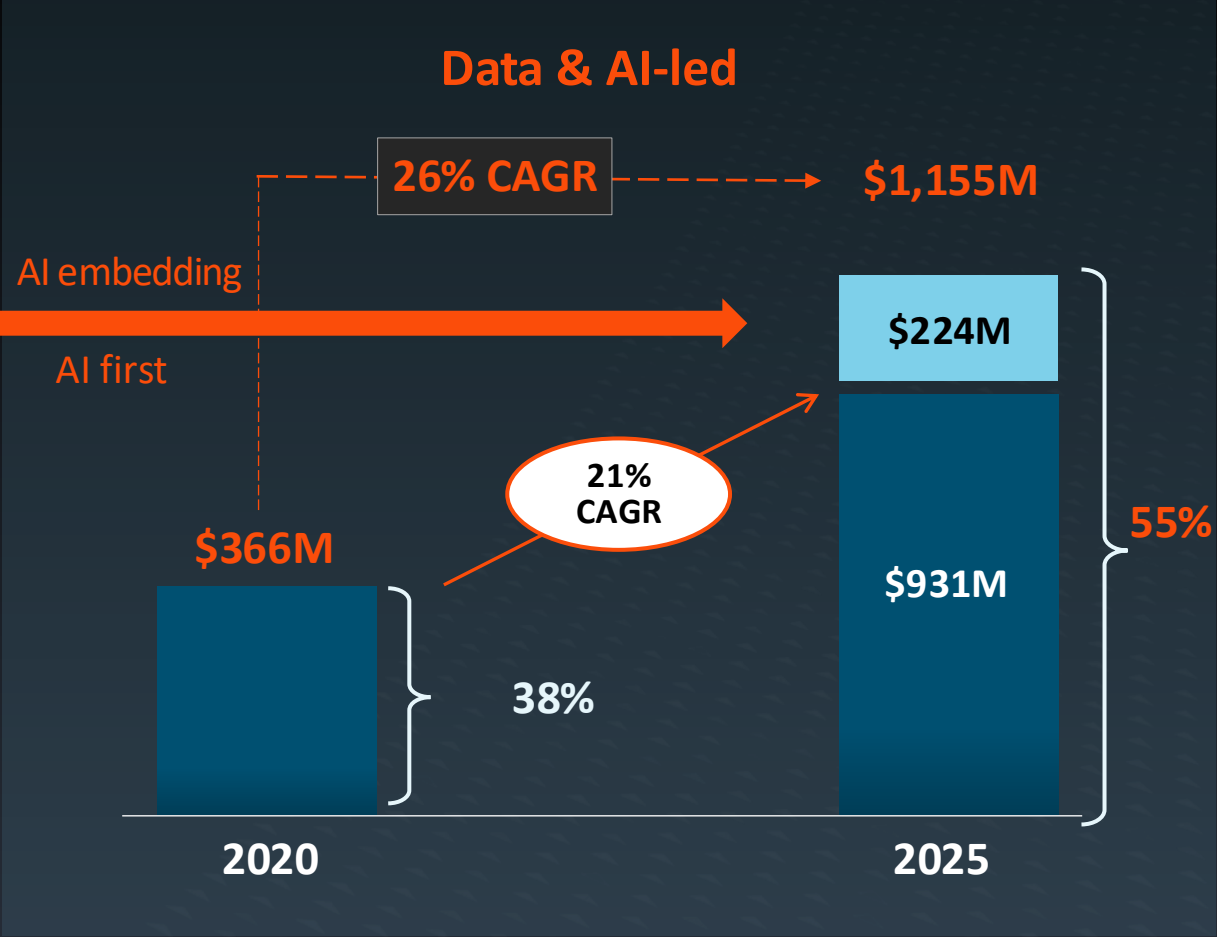 Data & AI-led
26% CAGR
$1,155M
AI embedding
AI first
$224M
21%
CAGR
$366M
55%
$931M
38%
2020
2025